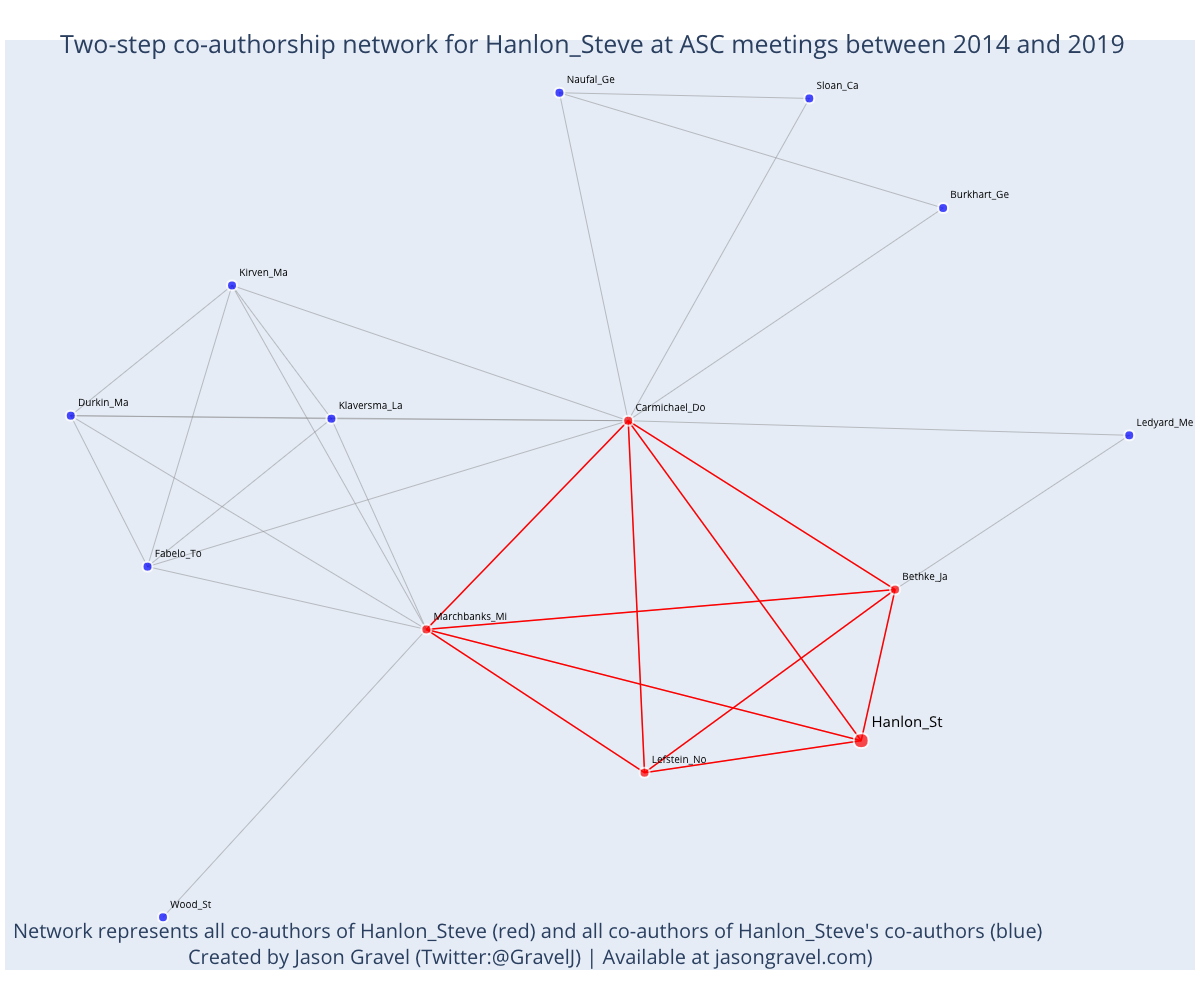 Two-step co-authorship network for Hanlon_Steve at ASC meetings between 2014 and 2019
Naufal_Ge
Sloan_Ca
Burkhart_Ge
Kirven_Ma
Durkin_Ma
Klaversma_La
Carmichael_Do
Ledyard_Me
Fabelo_To
Bethke_Ja
Marchbanks_Mi
Hanlon_St
Lefstein_No
Wood_St
Network represents all co-authors of Hanlon_Steve (red) and all co-authors of Hanlon_Steve's co-authors (blue)
Created by Jason Gravel (Twitter:@GravelJ) | Available at jasongravel.com)